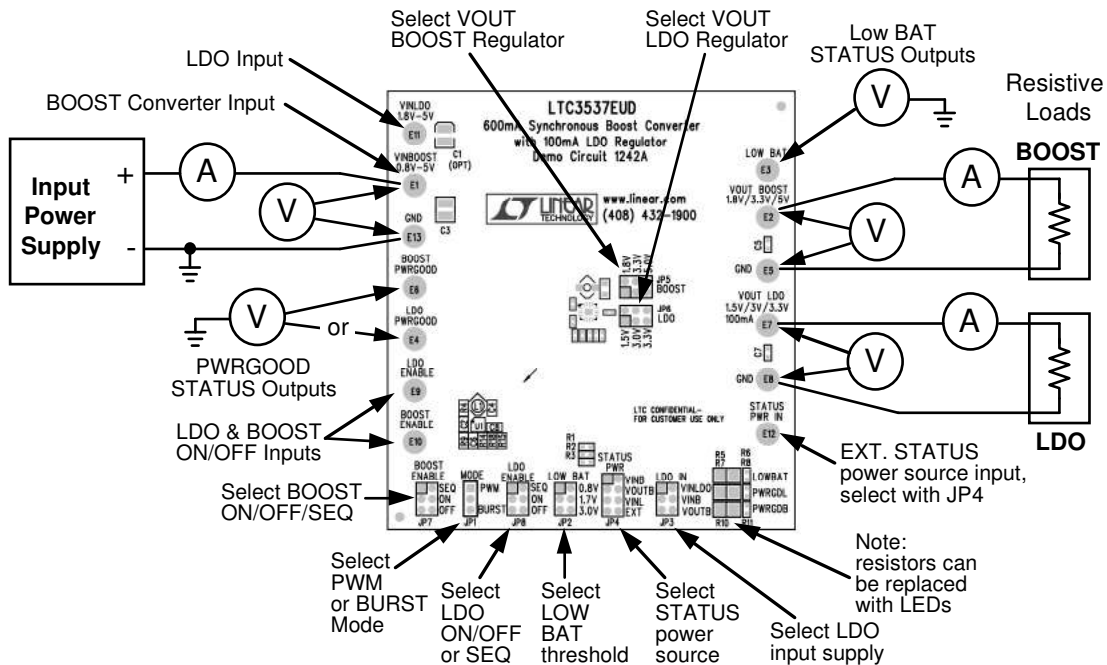 Select VOUT
BOOST Regulator
Select VOUT
LDO Regulator
Low BAT
STATUS Outputs
LDO Input
BOOST Converter Input
Resistive
Loads
BOOST
LDO
Input
Power
Supply
+
-
A
V
V
or
PWRGOOD
STATUS Outputs
LDO & BOOST
ON/OFF Inputs
Select BOOST
ON/OFF/SEQ
V
A
V
A
V
VINLDO
1.8V-5V
E11
C1
(OPT)
VINBOOST
0.8V-5V
E1
GND
E13
C3
BOOST
PWRGOOD
E6
LDO
PWRGOOD
E4
LDO
ENABLE
E9
BOOST
ENABLE
E10
LTC3537EUD
600mA Synchronous Boost Converter
with 100mA LDO Regulator
Demo Circuit 1242A
LINEAR
TECHNOLOGY
www.linear.com
(408) 432-1900
1.8V
3.3V
5.0V
JP5
BOOST
JP6
LDO
1.5V
3.0V
3.3V
LOW BAT
E3
VOUT BOOST
1.8V/3.3V/5V
E2
GND
E5
VOUT LDO
1.5V/3V/3.3V
100mA
E7
C7
GND
E8
STATUS
PWR IN
E12
LTC CONFIDENTIAL-
FOR CUSTOMER USE ONLY
U1
R1
R2
R3
BOOST
ENABLE
SEQ
ON
OFF
JP7
MODE
PWM
BURST
JP1
LDO
ENABLE
SEQ
ON
OFF
JP8
LOW BAT
0.8V
1.7V
3.0V
JP2
STATUS
PWR
VINB
VOUTB
VINL
EXT
JP4
LDO IN
VINLDO
VINB
VOUTB
JP3
R5
R7
R6
R8
LOWBAT
PWRGDL
PWRGDB
R10
R11
EXT. STATUS
power source input,
select with JP4
Note:
resistors can
be replaced
with LEDs
Select
PWM
or BURST
Mode
Select
LDO
ON/OFF
or SEQ
Select
LOW
BAT
threshold
Select
STATUS
power
source
Select LDO
input supply